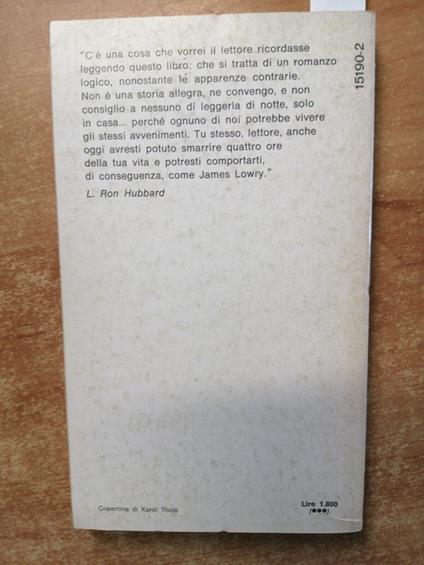 "C'è una cosa che vorrei il lettore ricordasse
leggendo questo libro: che si tratta di un romanzo
logico, nonostante le apparenze contrarie.
Non è una storia allegra, ne convengo, e non
consiglio a nessuno di leggerla di notte, solo
in casa... perché ognuno di noi potrebbe vivere
gli stessi avvenimenti. Tu stesso, lettore, anche
oggi avresti potuto smarrire quattro ore
della tua vita e potresti comportarti,
di conseguenza, come James Lowry."
L. Ron Hubbard
15190-2
Copertina di Karel Thole
Lire 1.800
(●●●)